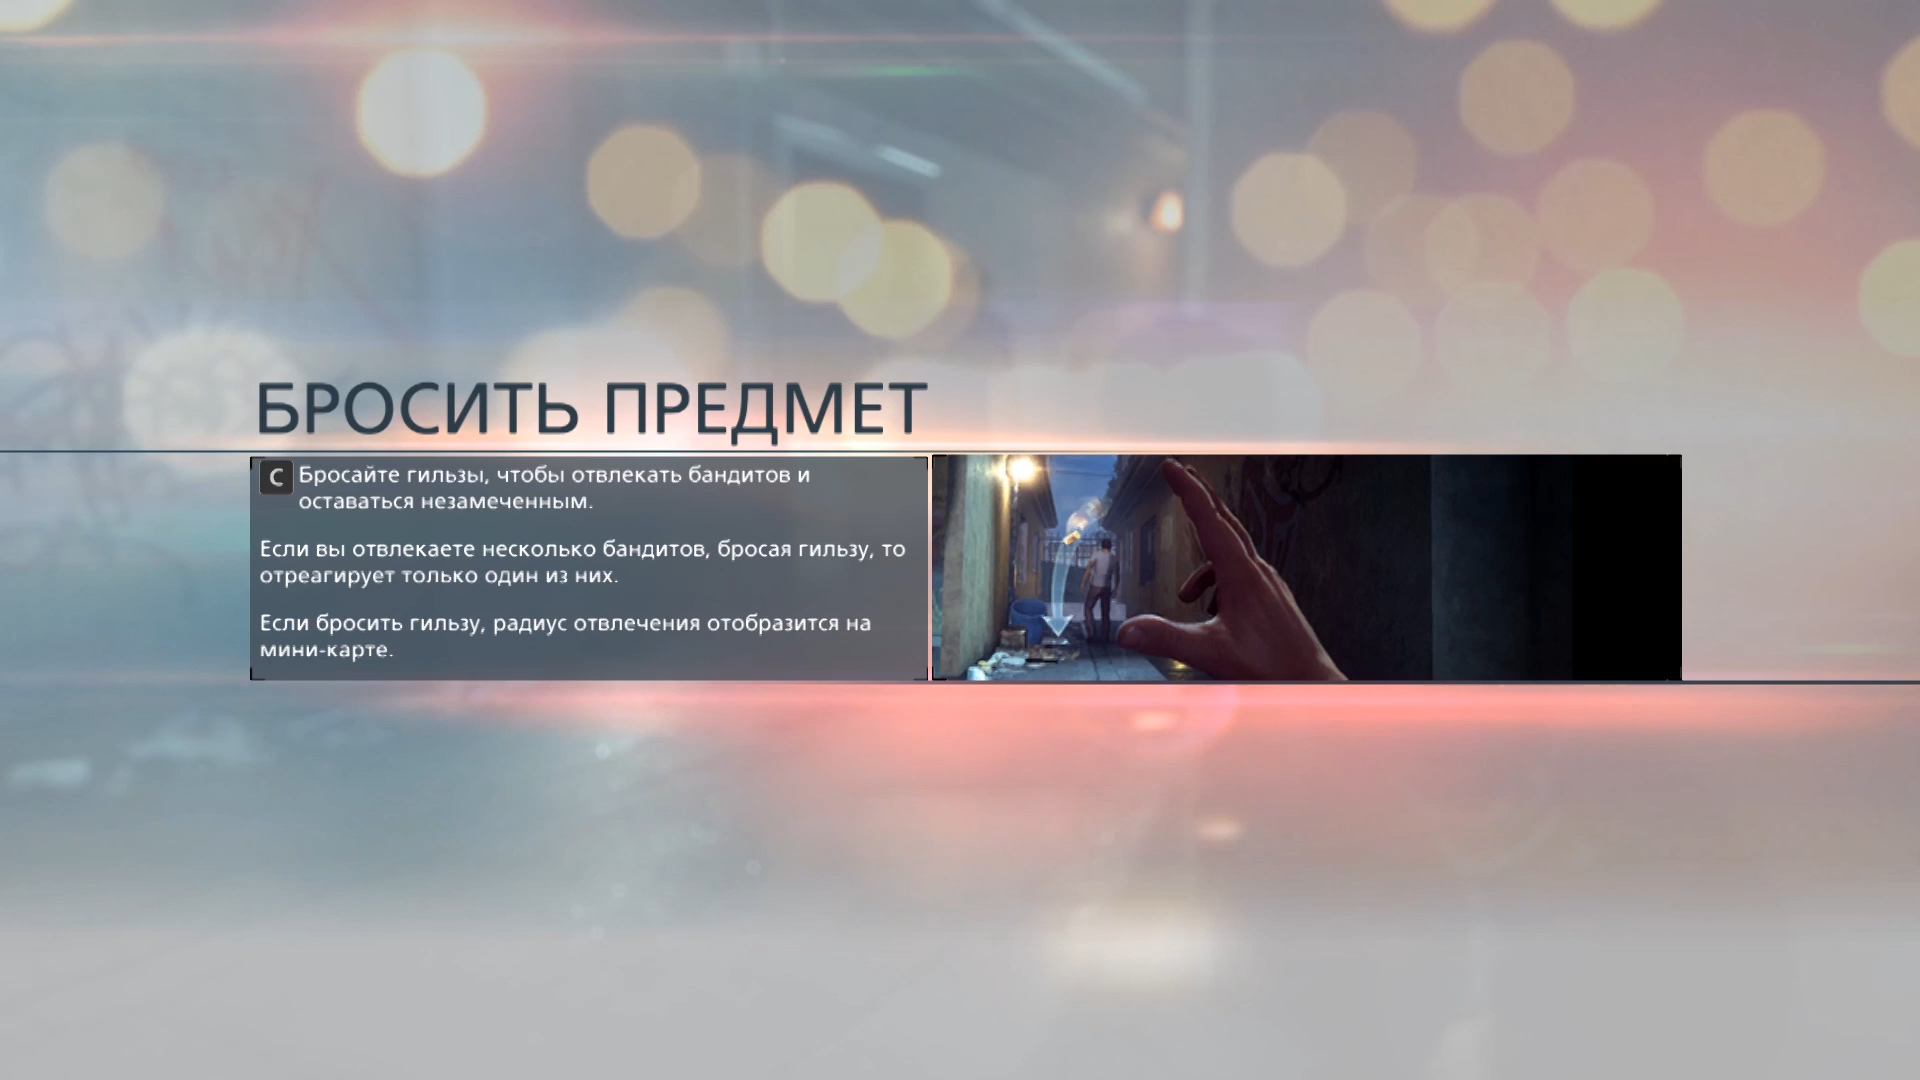 БРОСИТЬ ПРЕДМЕТ
C Бросайте гильзы, чтобы отвлекать бандитов и
оставаться незамеченным.
Если вы отвлекаете несколько бандитов, бросая гильзу, то
отреагирует только один из них.
Если бросить гильзу, радиус отвлечения отобразится на
мини-карте.